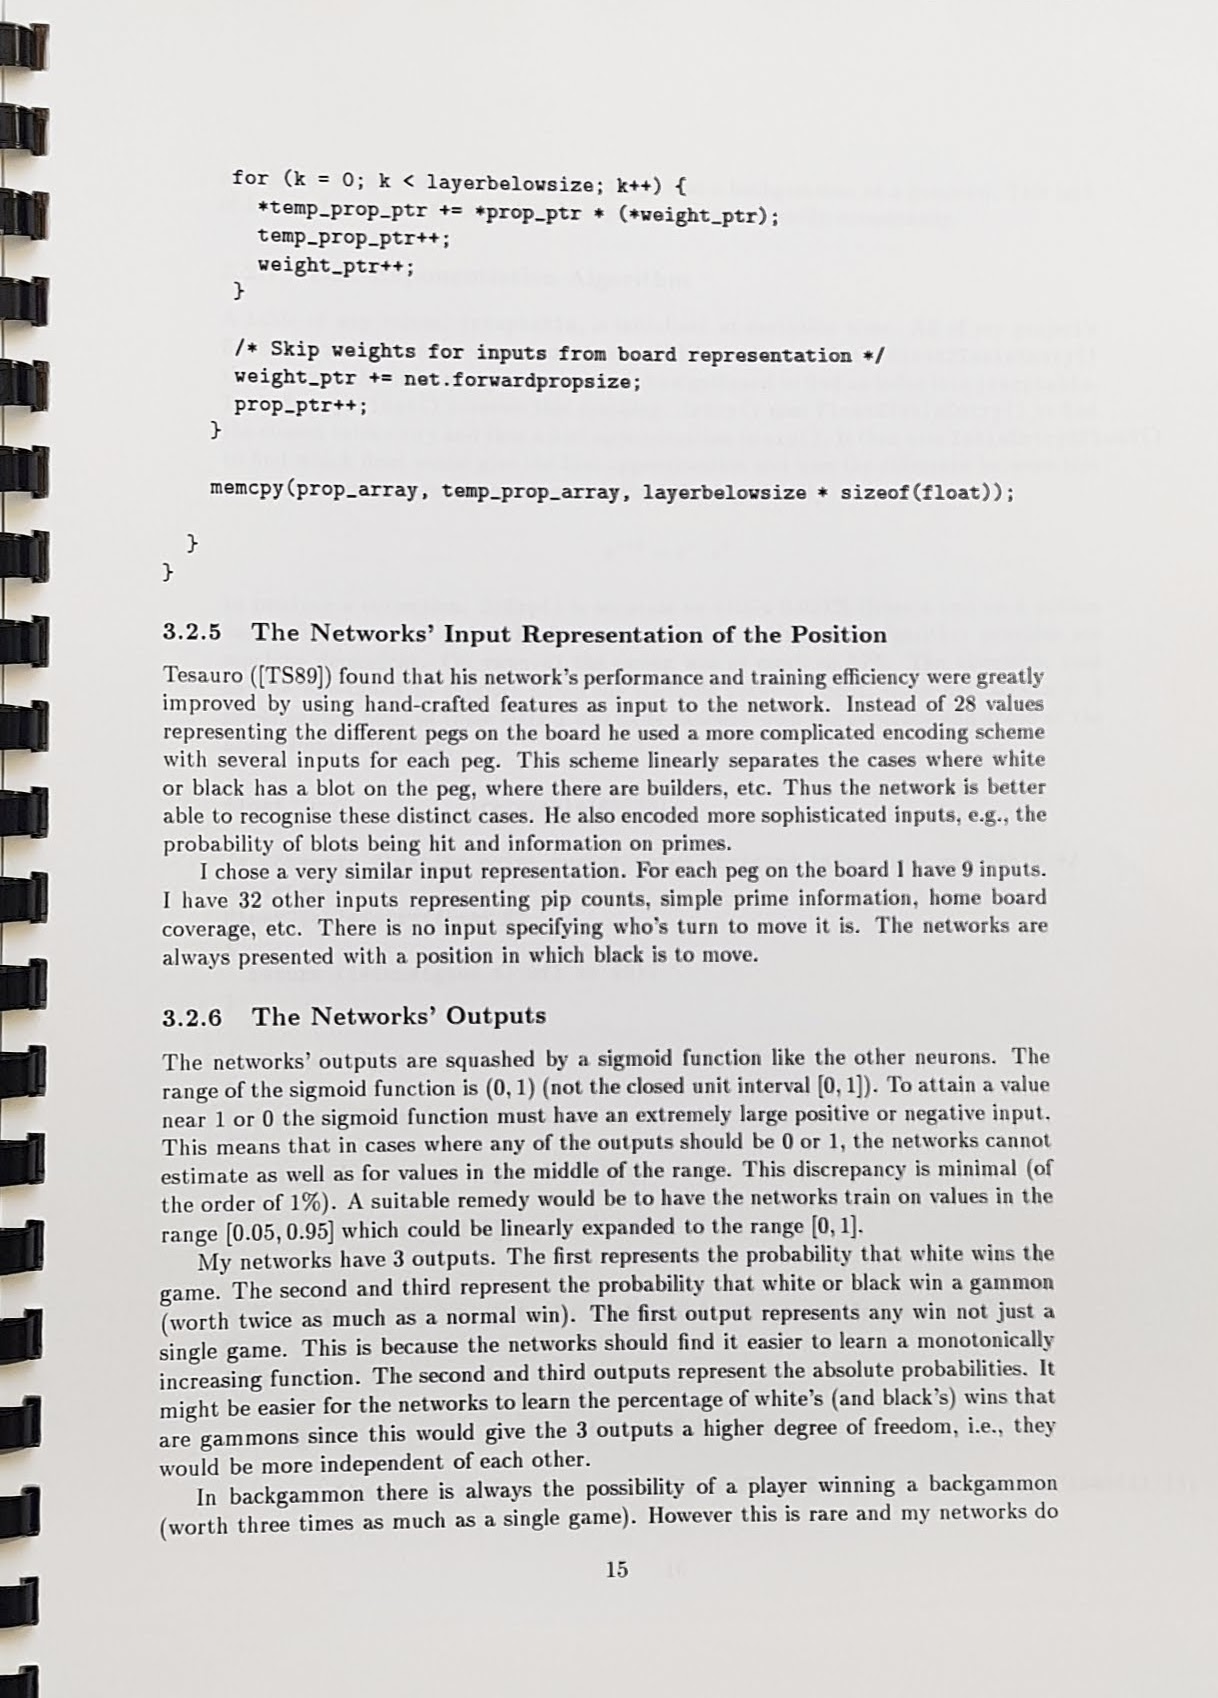 for (k = 0; k < layerbelowsize; k++) {
*temp_prop_ptr += *prop_ptr * (*weight_ptr);
temp_prop_ptr++;
weight_ptr++;
}
/* Skip weights for inputs from board representation */
weight_ptr += net.forwardpropsize;
prop_ptr++;
}
memcpy(prop_array, temp_prop_array, layerbelowsize * sizeof(float));
}
}
3.2.5 The Networks' Input Representation of the Position
Tesauro ([TS89]) found that his network's performance and training efficiency were greatly
improved by using hand-crafted features as input to the network. Instead of 28 values
representing the different pegs on the board he used a more complicated encoding scheme
with several inputs for each peg. This scheme linearly separates the cases where white
or black has a blot on the peg, where there are builders, etc. Thus the network is better
able to recognise these distinct cases. He also encoded more sophisticated inputs, e.g., the
probability of blots being hit and information on primes.
I chose a very similar input representation. For each peg on the board I have 9 inputs.
I have 32 other inputs representing pip counts, simple prime information, home board
coverage, etc. There is no input specifying who's turn to move it is. The networks are
always presented with a position in which black is to move.
3.2.6 The Networks' Outputs
The networks' outputs are squashed by a sigmoid function like the other neurons. The
range of the sigmoid function is (0, 1) (not the closed unit interval [0, 1]). To attain a value
near 1 or 0 the sigmoid function must have an extremely large positive or negative input.
This means that in cases where any of the outputs should be 0 or 1, the networks cannot
estimate as well as for values in the middle of the range. This discrepancy is minimal (of
the order of 1%). A suitable remedy would be to have the networks train on values in the
range [0.05, 0.95] which could be linearly expanded to the range [0, 1].
My networks have 3 outputs. The first represents the probability that white wins the
game. The second and third represent the probability that white or black win a gammon
(worth twice as much as a normal win). The first output represents any win not just a
single game. This is because the networks should find it easier to learn a monotonically
increasing function. The second and third outputs represent the absolute probabilities. It
might be easier for the networks to learn the percentage of white's (and black's) wins that
are gammons since this would give the 3 outputs a higher degree of freedom, i.e., they
would be more independent of each other.
In backgammon there is always the possibility of a player winning a backgammon
(worth three times as much as a single game). However this is rare and my networks do
15